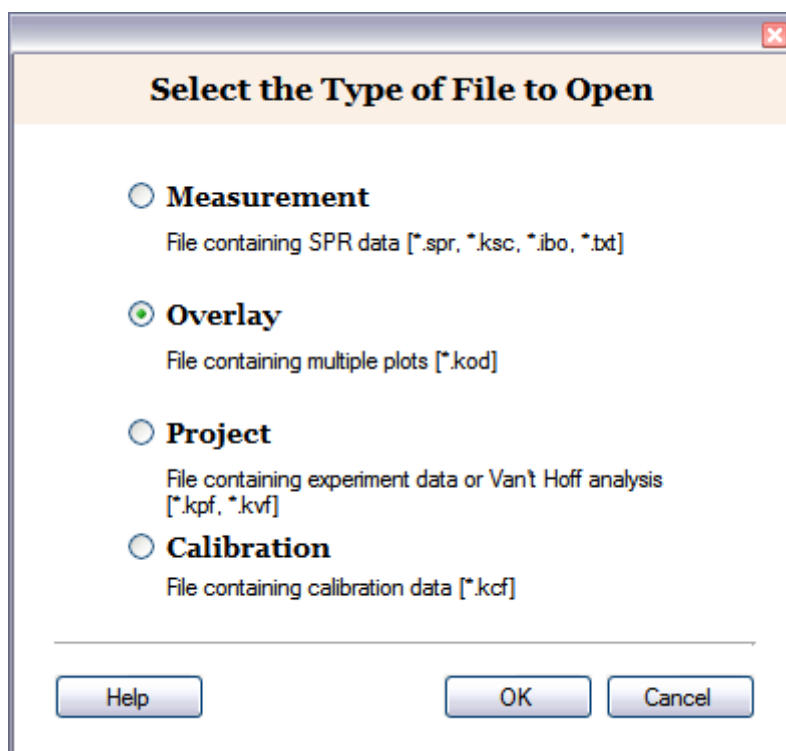 Select the Type of File to Open
Measurement
File containing SPR data [*.spr, *.ksc, *.ibo, *.txt]
Overlay
File containing multiple plots [*.kod]
Project
File containing experiment data or Van't Hoff analysis
[*.kpf, *.kvf]
Calibration
File containing calibration data [*.kcf]
Help
OK
Cancel